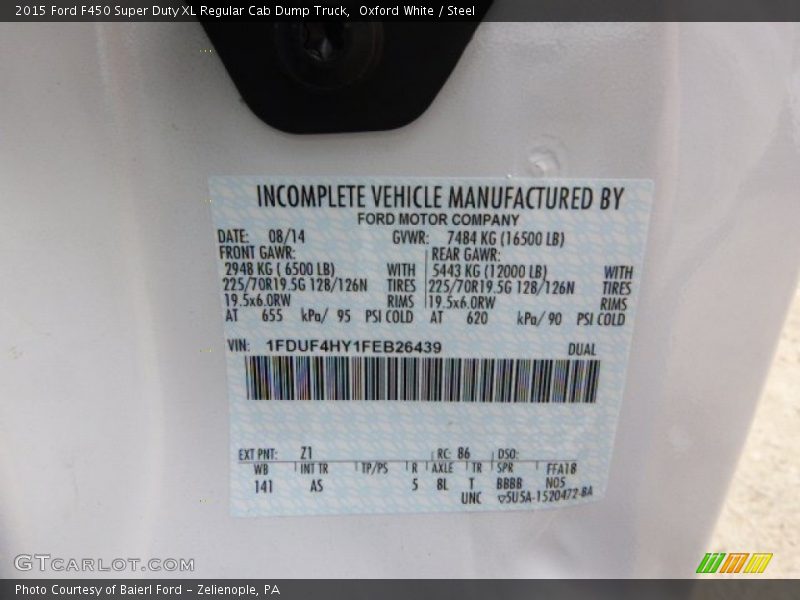 2015 Ford F450 Super Duty XL Regular Cab Dump Truck, Oxford White / Steel
INCOMPLETE VEHICLE MANUFACTURED BY
FORD MOTOR COMPANY
DATE: 08/14 GVWR: 7484 KG (16500 LB)
FRONT GAWR: REAR GAWR:
2948 KG ( 6500 LB) WITH 5443 KG (12000 LB) WITH
225/70R19.5G 128/126N TIRES 225/70R19.5G 128/126N TIRES
19.5x6.0RW RIMS 19.5x6.0RW RIMS
AT 655 kPa/ 95 PSI COLD AT 620 kPa/ 90 PSI COLD
VIN: 1FDUF4HY1FEB26439 DUAL
EXT PNT: Z1 RC: 86 DSO:
WB INT TR TP/PS R AXLE TR SPR FFA18
141 AS 5 8L T BBBB N05
UNC 5U5A-1520472-BA
GTCARLOT.COM
Photo Courtesy of Baierl Ford - Zelienople, PA